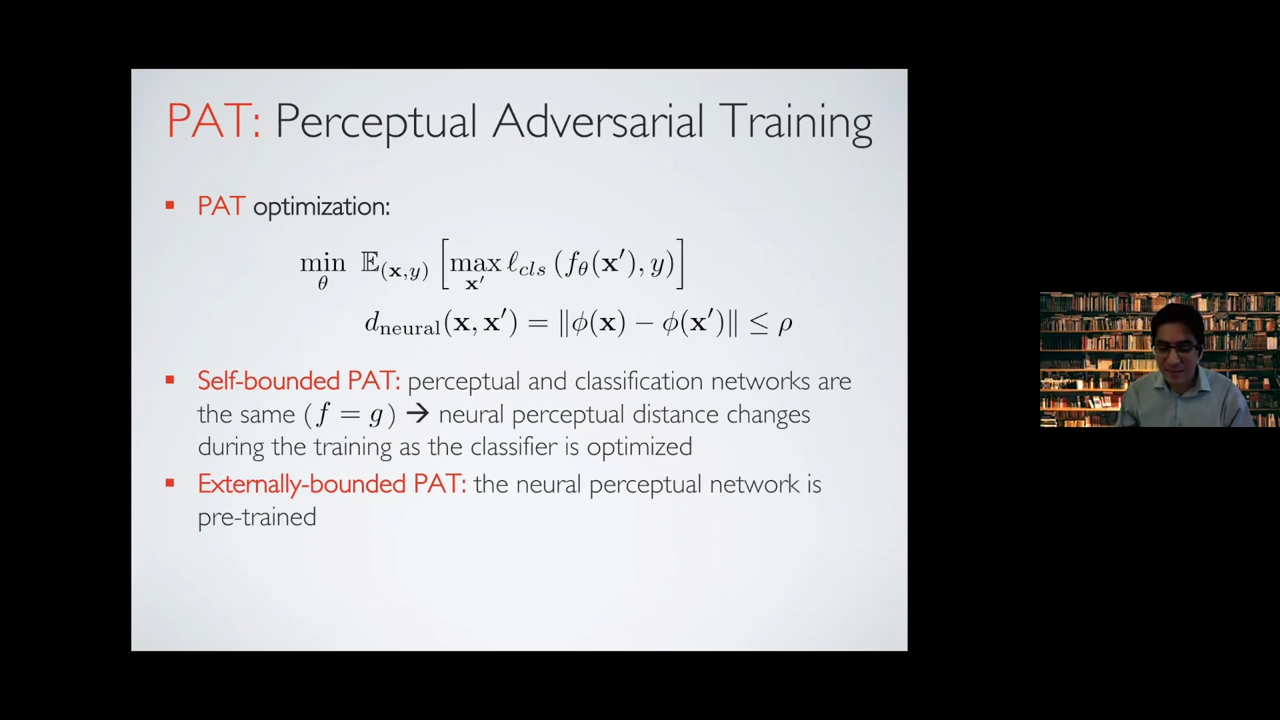 PAT: Perceptual Adversarial Training
▪ PAT optimization:
min_θ 𝔼_(x,y) [max_x′ ℓ_cls (f_θ(x′), y)]
d_neural(x, x′) = ‖ϕ(x) − ϕ(x′)‖ ≤ ρ
▪ Self-bounded PAT: perceptual and classification networks are
the same (f = g) → neural perceptual distance changes
during the training as the classifier is optimized
▪ Externally-bounded PAT: the neural perceptual network is
pre-trained